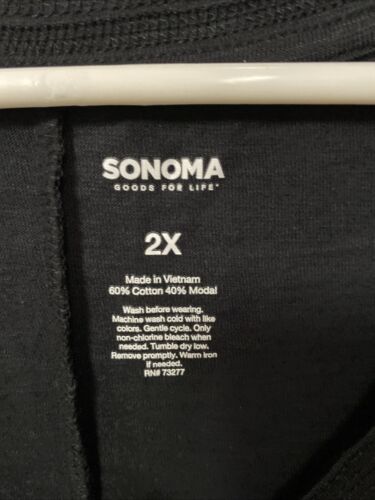 SONOMA
GOODS FOR LIFE®
2X
Made in Vietnam
60% Cotton 40% Modal
Wash before wearing.
Machine wash cold with like
colors. Gentle cycle. Only
non-chlorine bleach when
needed. Tumble dry low.
Remove promptly. Warm iron
if needed.
RN# 73277